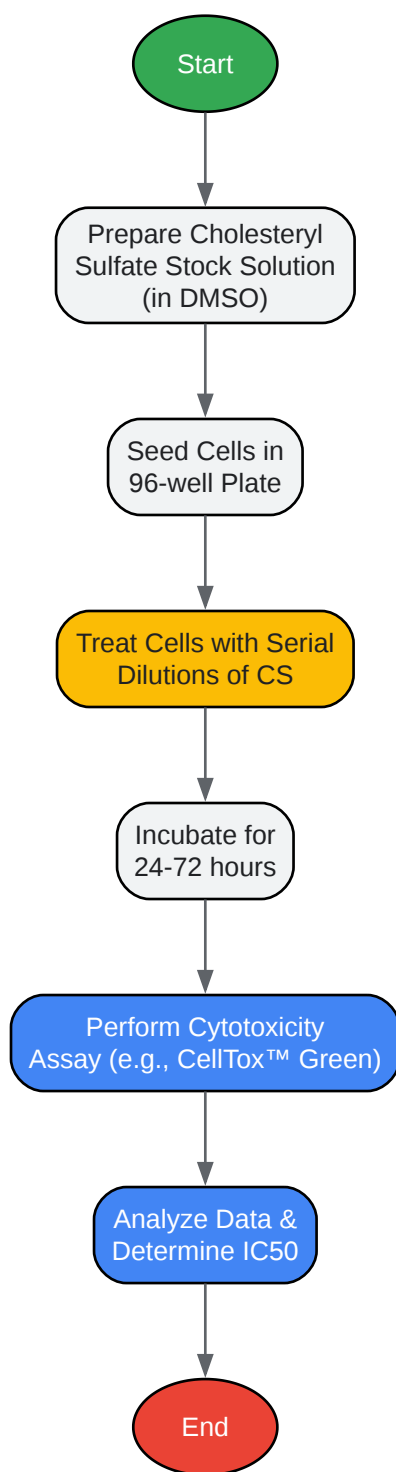 Start
Prepare Cholesteryl
Sulfate Stock Solution
(in DMSO)
Seed Cells in
96-well Plate
Treat Cells with Serial
Dilutions of CS
Incubate for
24-72 hours
Perform Cytotoxicity
Assay (e.g., CellTox™ Green)
Analyze Data &
Determine IC50
End